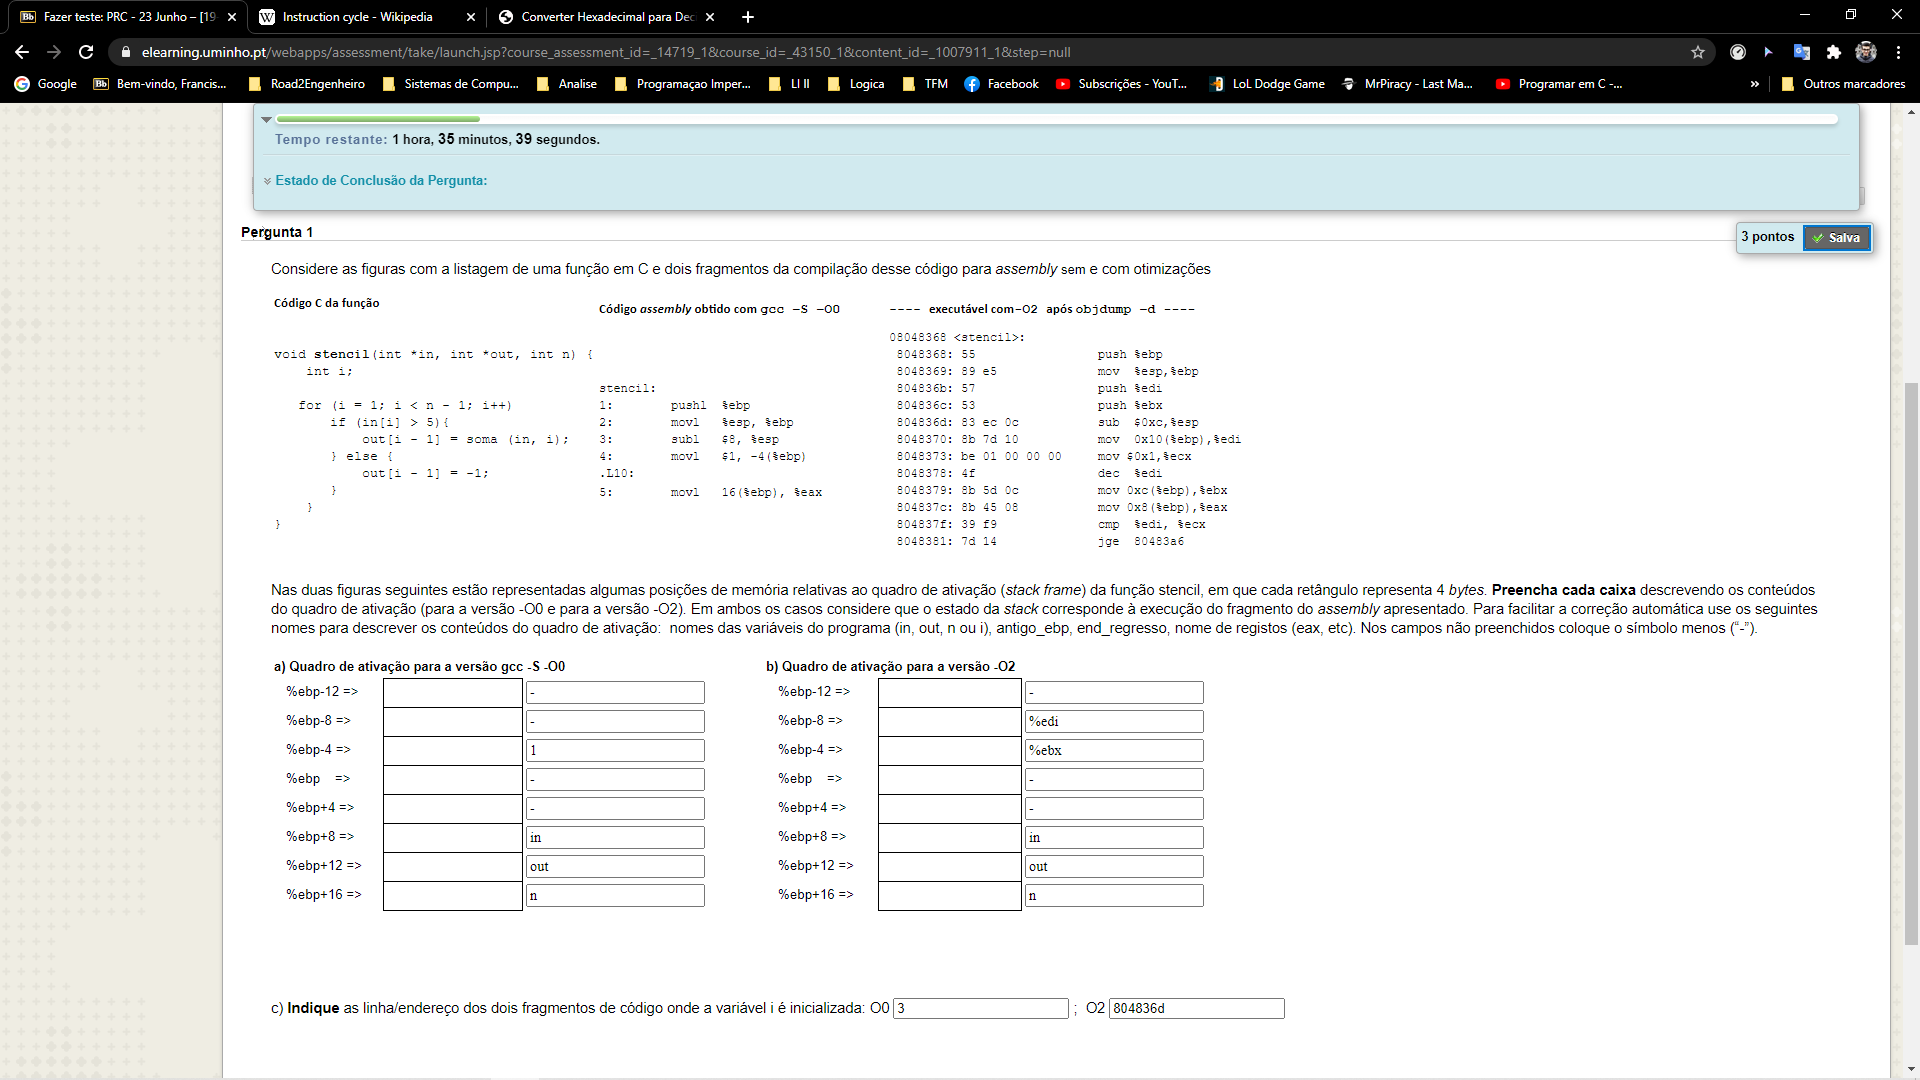 Fazer teste: PRC - 23 Junho – [19-
Instruction cycle - Wikipedia
Converter Hexadecimal para Dec
elearning.uminho.pt/webapps/assessment/take/launch.jsp?course_assessment_id=_14719_1&course_id=_43150_1&content_id=_1007911_1&step=null
Google
Bb Bem-vindo, Francis...
Road2Engenheiro
Sistemas de Compu...
Analise
Programaçao Imper...
LI II
Logica
TFM
Facebook
Subscrições - YouT...
LoL Dodge Game
MrPiracy - Last Ma...
Programar em C -...
»
Outros marcadores
Tempo restante: 1 hora, 35 minutos, 39 segundos.
Estado de Conclusão da Pergunta:
Pergunta 1
3 pontos
Salva
Considere as figuras com a listagem de uma função em C e dois fragmentos da compilação desse código para assembly sem e com otimizações
Código C da função
void stencil(int *in, int *out, int n) {
int i;
for (i = 1; i < n - 1; i++)
if (in[i] > 5){
out[i - 1] = soma (in, i);
} else {
out[i - 1] = -1;
}
}
}
Código assembly obtido com gcc –S –O0
stencil:
1: pushl %ebp
2: movl %esp, %ebp
3: subl $8, %esp
4: movl $1, -4(%ebp)
.L10:
5: movl 16(%ebp), %eax
---- executável com-O2 após objdump –d ----
08048368 <stencil>:
8048368: 55 push %ebp
8048369: 89 e5 mov %esp,%ebp
804836b: 57 push %edi
804836c: 53 push %ebx
804836d: 83 ec 0c sub $0xc,%esp
8048370: 8b 7d 10 mov 0x10(%ebp),%edi
8048373: be 01 00 00 00 mov $0x1,%ecx
8048378: 4f dec %edi
8048379: 8b 5d 0c mov 0xc(%ebp),%ebx
804837c: 8b 45 08 mov 0x8(%ebp),%eax
804837f: 39 f9 cmp %edi, %ecx
8048381: 7d 14 jge 80483a6
Nas duas figuras seguintes estão representadas algumas posições de memória relativas ao quadro de ativação (stack frame) da função stencil, em que cada retângulo representa 4 bytes. Preencha cada caixa descrevendo os conteúdos
do quadro de ativação (para a versão -O0 e para a versão -O2). Em ambos os casos considere que o estado da stack corresponde à execução do fragmento do assembly apresentado. Para facilitar a correção automática use os seguintes
nomes para descrever os conteúdos do quadro de ativação: nomes das variáveis do programa (in, out, n ou i), antigo_ebp, end_regresso, nome de registos (eax, etc). Nos campos não preenchidos coloque o símbolo menos ("-").
a) Quadro de ativação para a versão gcc -S -O0
%ebp-12 => -
%ebp-8 => -
%ebp-4 => 1
%ebp => -
%ebp+4 => -
%ebp+8 => in
%ebp+12 => out
%ebp+16 => n
b) Quadro de ativação para a versão -O2
%ebp-12 => -
%ebp-8 => %edi
%ebp-4 => %ebx
%ebp => -
%ebp+4 => -
%ebp+8 => in
%ebp+12 => out
%ebp+16 => n
c) Indique as linha/endereço dos dois fragmentos de código onde a variável i é inicializada: O0 3 ; O2 804836d